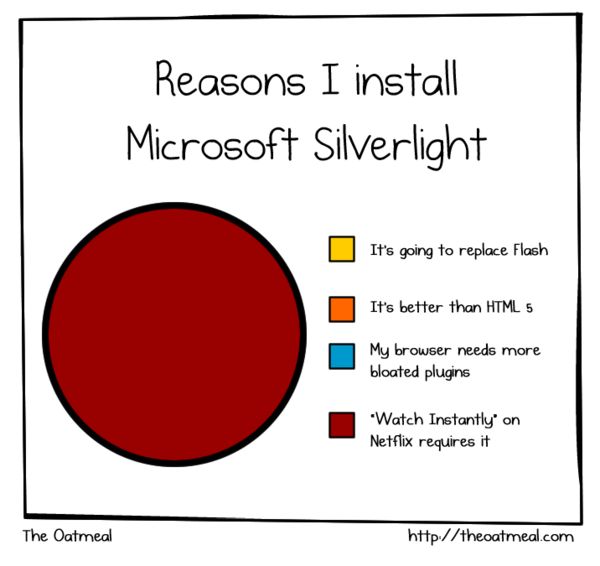 Reasons I install
Microsoft Silverlight
It's going to replace Flash
It's better than HTML 5
My browser needs more
bloated plugins
"Watch Instantly" on
Netflix requires it
The Oatmeal
http://theoatmeal.com